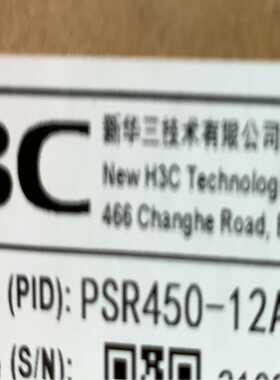 3C
新华三技术有限公司
New H3C Technolog
466 Changhe Road,
(PID): PSR450-12A
(S/N):